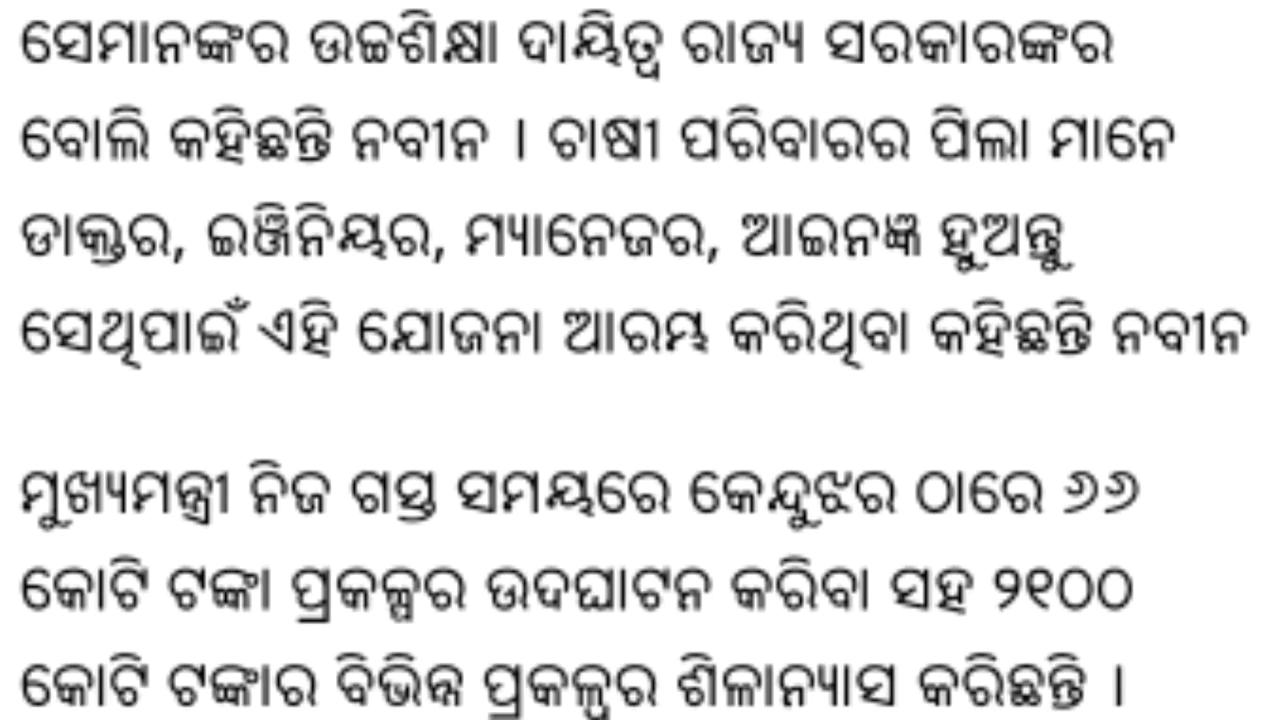 ସେମାନଙ୍କର ଉଚ୍ଚଶିକ୍ଷା ଦାୟିତ୍ୱ ରାଜ୍ୟ ସରକାରଙ୍କର
ବୋଲି କହିଛନ୍ତି ନବୀନ । ଚାଷୀ ପରିବାରର ପିଲା ମାନେ
ଡାକ୍ତର, ଇଞ୍ଜିନିୟର, ମ୍ୟାନେଜର, ଆଇନଜ୍ଞ ହୁଅନ୍ତୁ
ସେଥିପାଇଁ ଏହି ଯୋଜନା ଆରମ୍ଭ କରିଥିବା କହିଛନ୍ତି ନବୀନ
ମୁଖ୍ୟମନ୍ତ୍ରୀ ନିଜ ଗସ୍ତ ସମୟରେ କେନ୍ଦୁଝର ଠାରେ ୬୬
କୋଟି ଟଙ୍କା ପ୍ରକଳ୍ପର ଉଦଘାଟନ କରିବା ସହ ୨୧୦୦
କୋଟି ଟଙ୍କାର ବିଭିନ୍ନ ପ୍ରକଳ୍ପର ଶିଳାନ୍ୟାସ କରିଛନ୍ତି ।